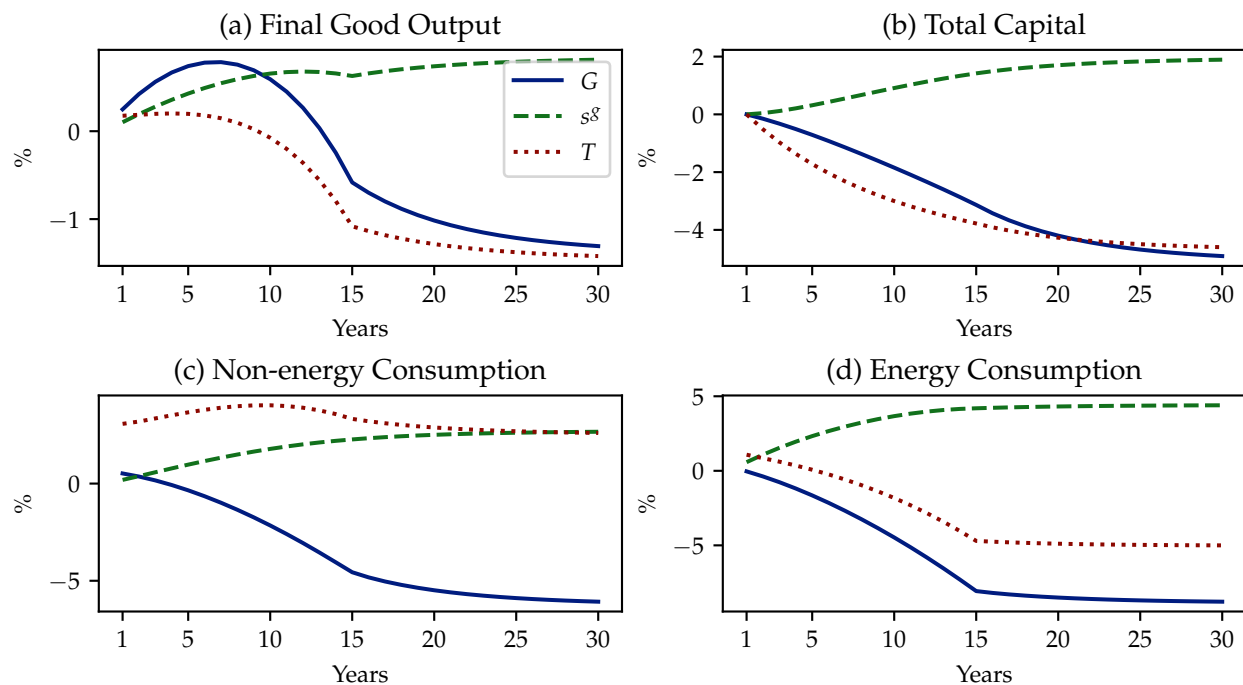 (a) Final Good Output
0
−1
%
1 5 10 15 20 25 30
Years
G
s^g
T
(b) Total Capital
2
0
−2
−4
%
1 5 10 15 20 25 30
Years
(c) Non-energy Consumption
0
−5
%
1 5 10 15 20 25 30
Years
(d) Energy Consumption
5
0
−5
%
1 5 10 15 20 25 30
Years